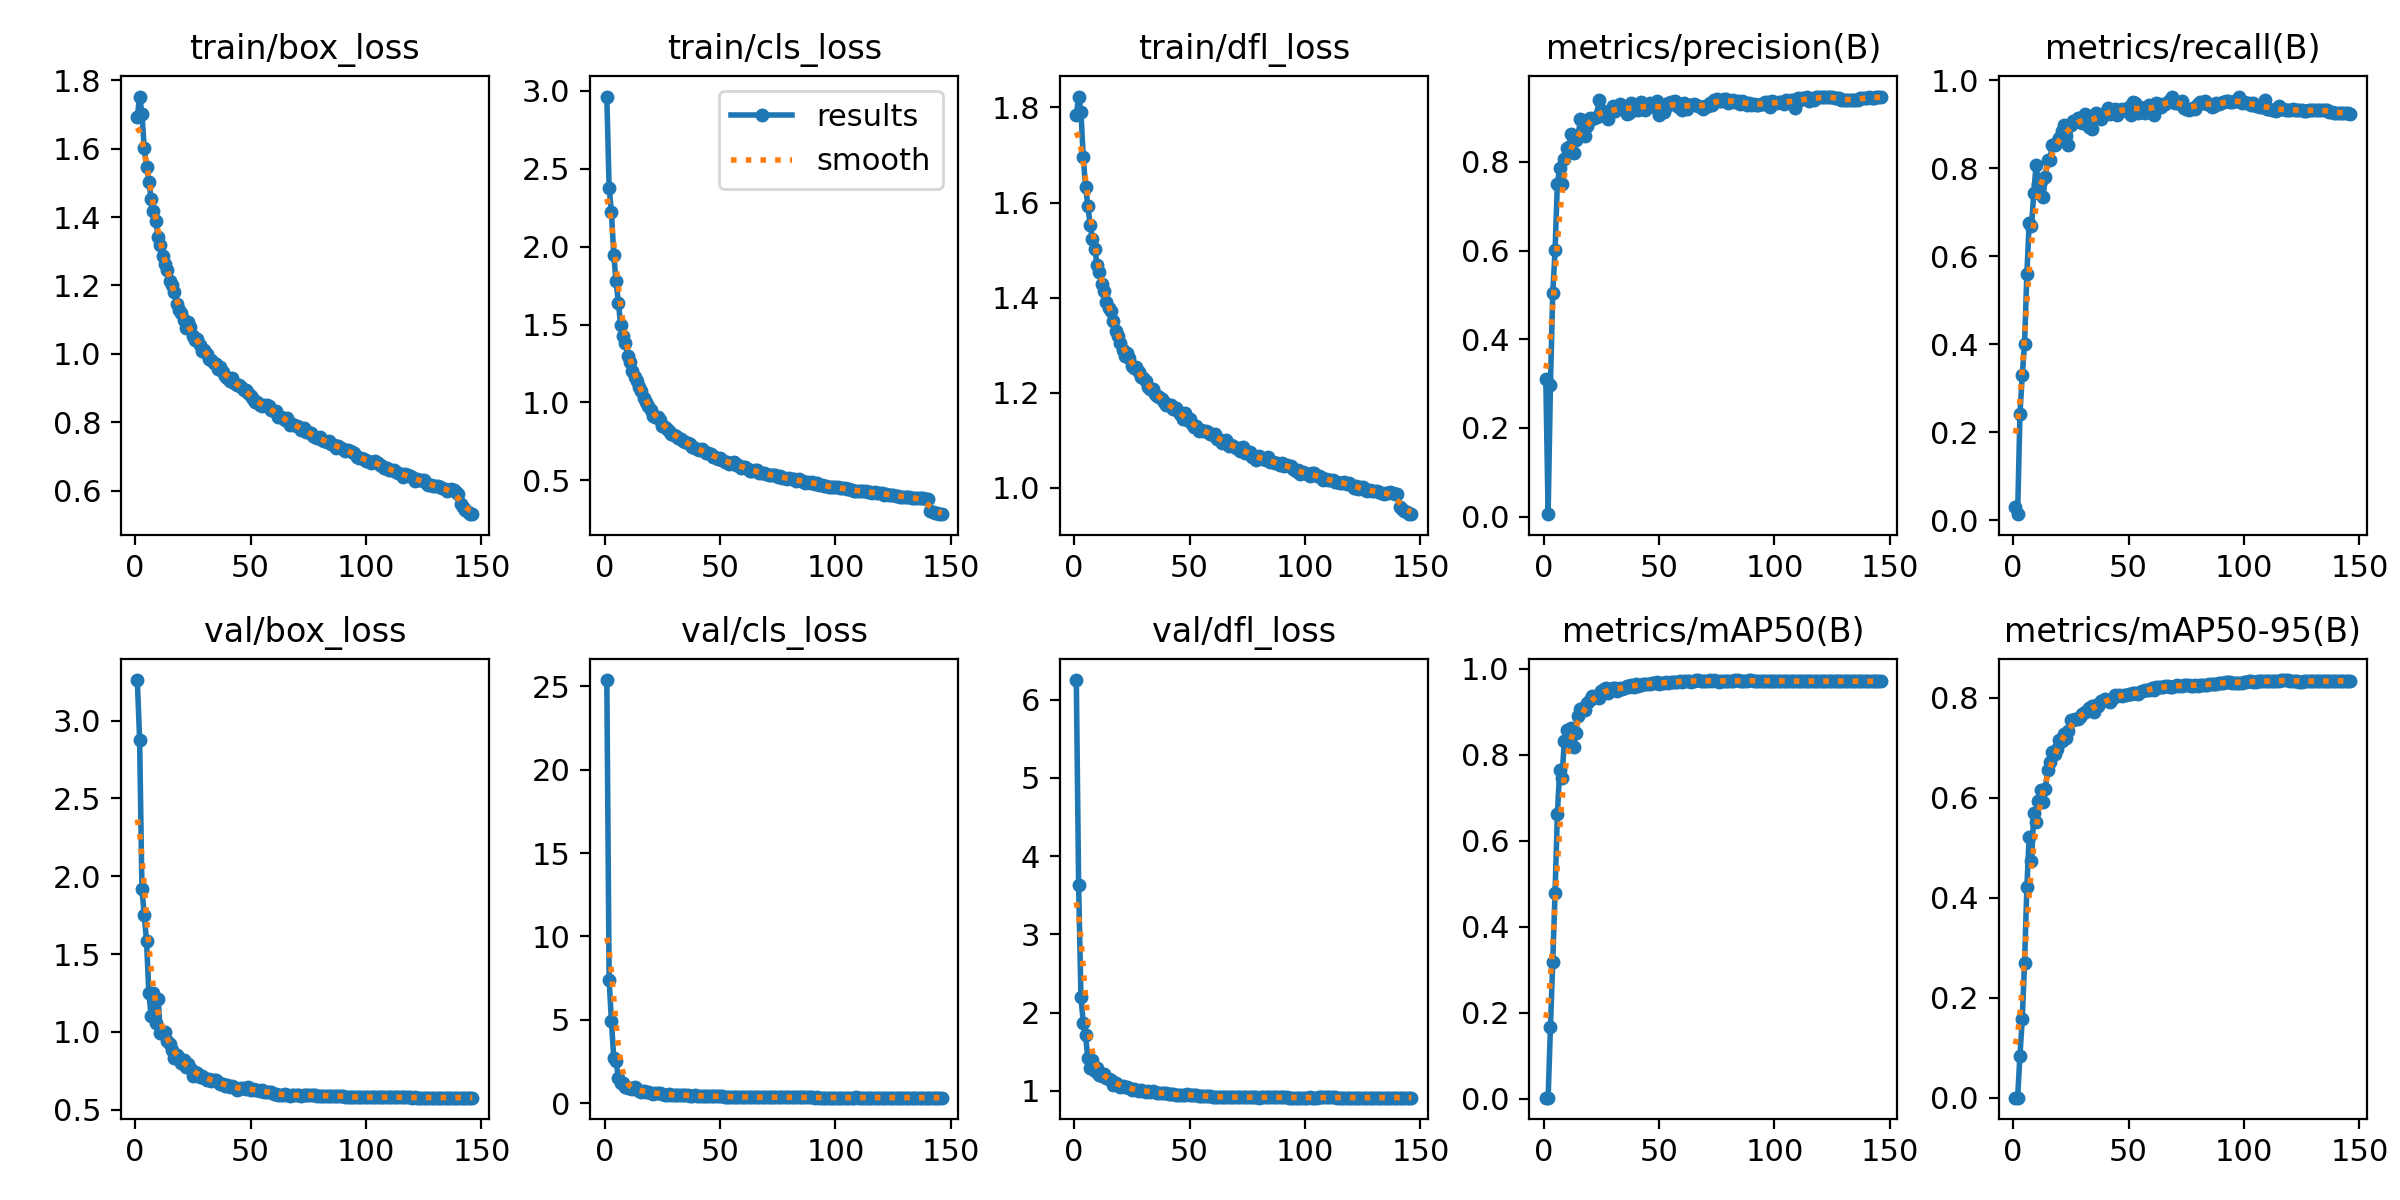 train/box_loss
1.8
1.6
1.4
1.2
1.0
0.8
0.6
0 50 100 150
train/cls_loss
results
smooth
3.0
2.5
2.0
1.5
1.0
0.5
0 50 100 150
train/dfl_loss
1.8
1.6
1.4
1.2
1.0
0 50 100 150
metrics/precision(B)
0.8
0.6
0.4
0.2
0.0
0 50 100 150
metrics/recall(B)
1.0
0.8
0.6
0.4
0.2
0.0
0 50 100 150
val/box_loss
3.0
2.5
2.0
1.5
1.0
0.5
0 50 100 150
val/cls_loss
25
20
15
10
5
0
0 50 100 150
val/dfl_loss
6
5
4
3
2
1
0 50 100 150
metrics/mAP50(B)
1.0
0.8
0.6
0.4
0.2
0.0
0 50 100 150
metrics/mAP50-95(B)
0.8
0.6
0.4
0.2
0.0
0 50 100 150